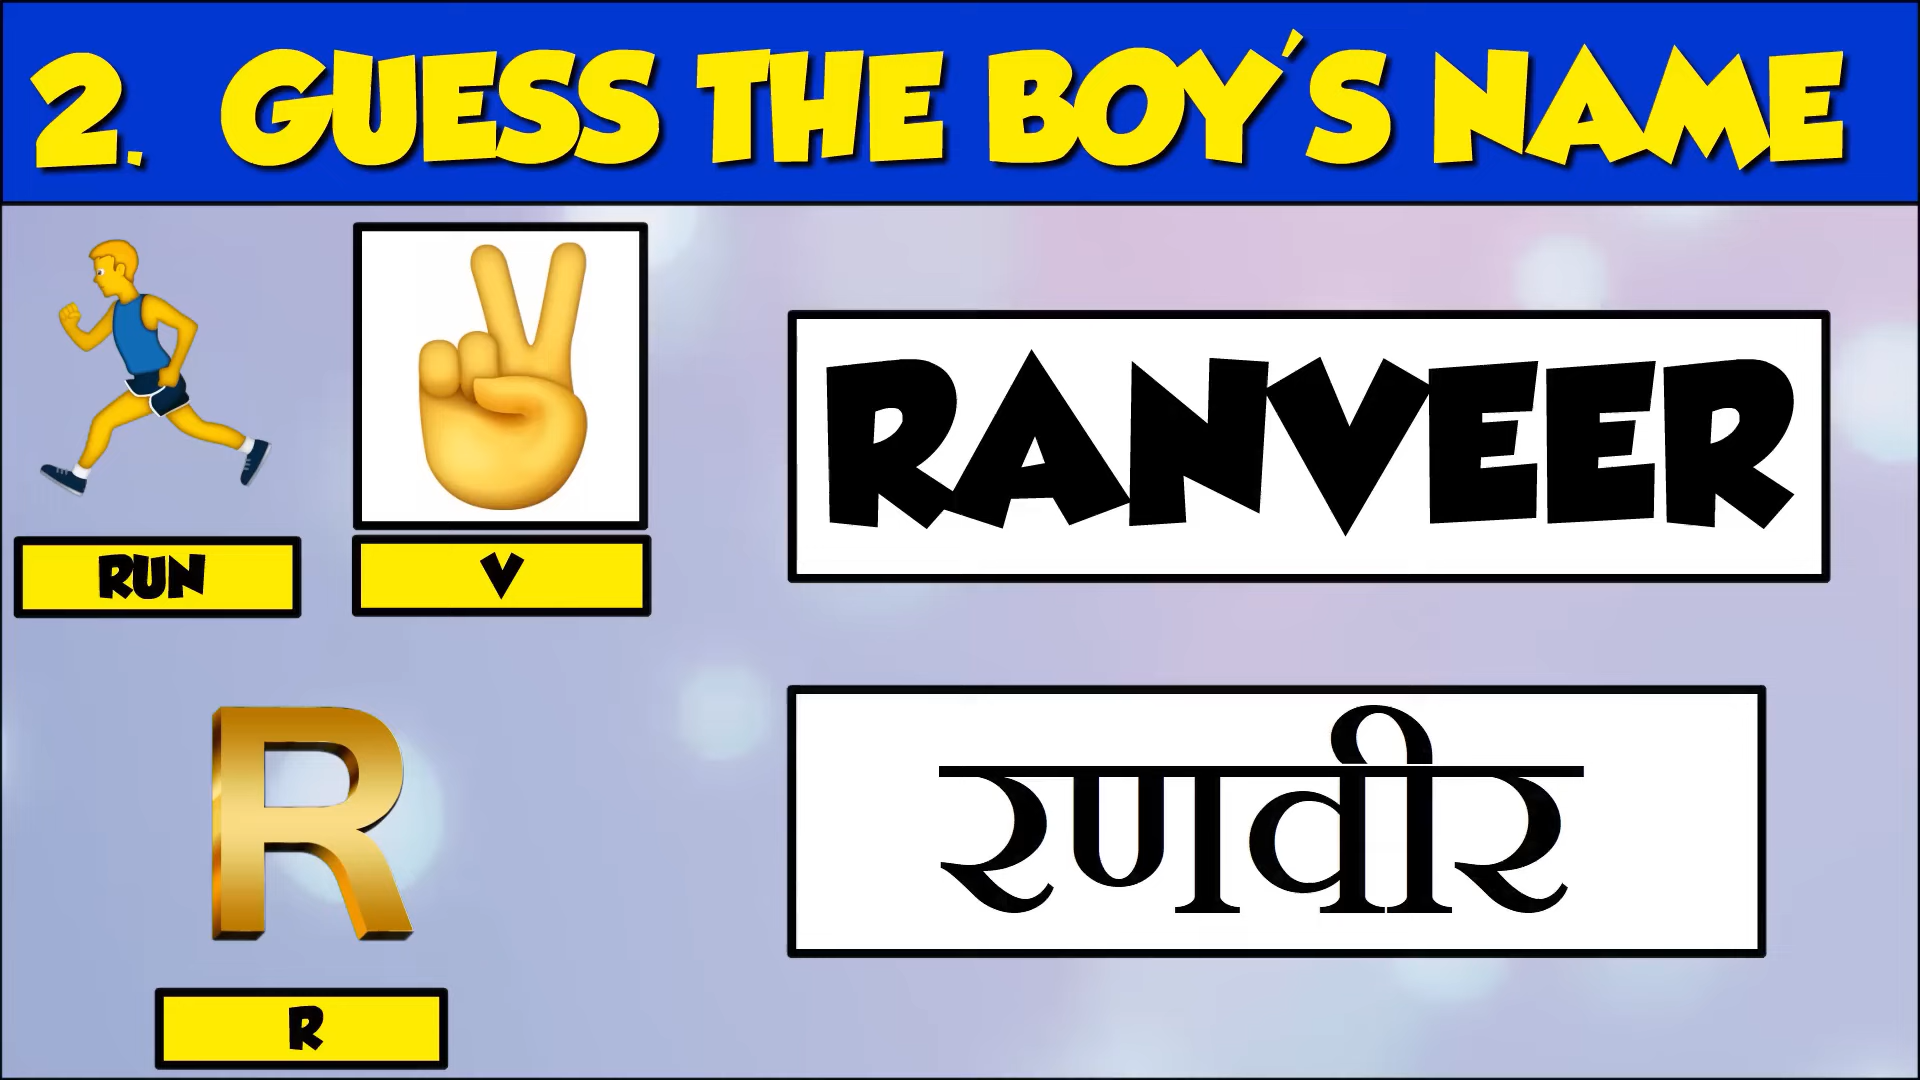 2. GUESS THE BOY'S NAME
RUN
V
RANVEER
R
रणवीर
R